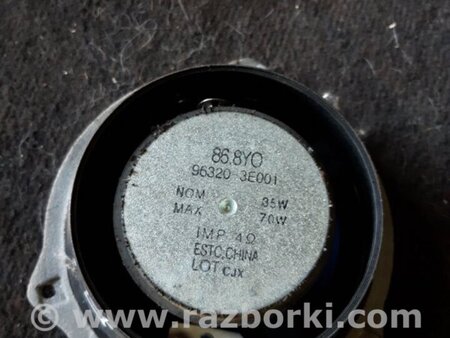 86.8YO
96320 3E001
NOM 35W
MAX 70W
IMP 4Ω
ESTC.CHINA
LOT CJX
www.razborki.com